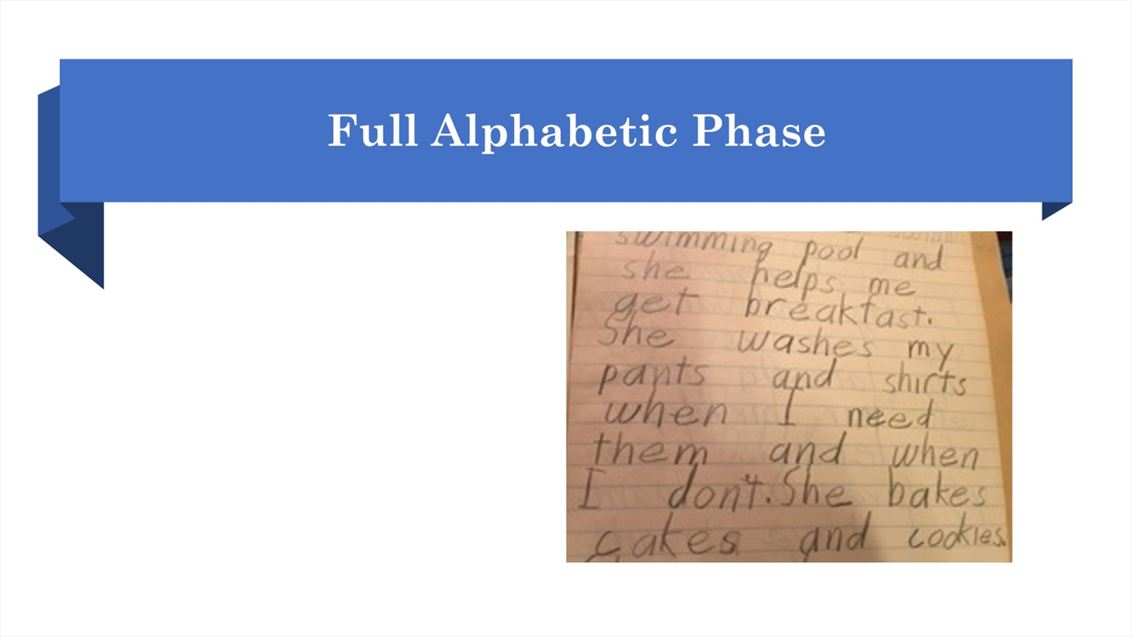 Full Alphabetic Phase
swimming pool and
she helps me
get breakfast.
She washes my
pants and shirts
when I need
them and when
I don't. She bakes
cakes and cookies.